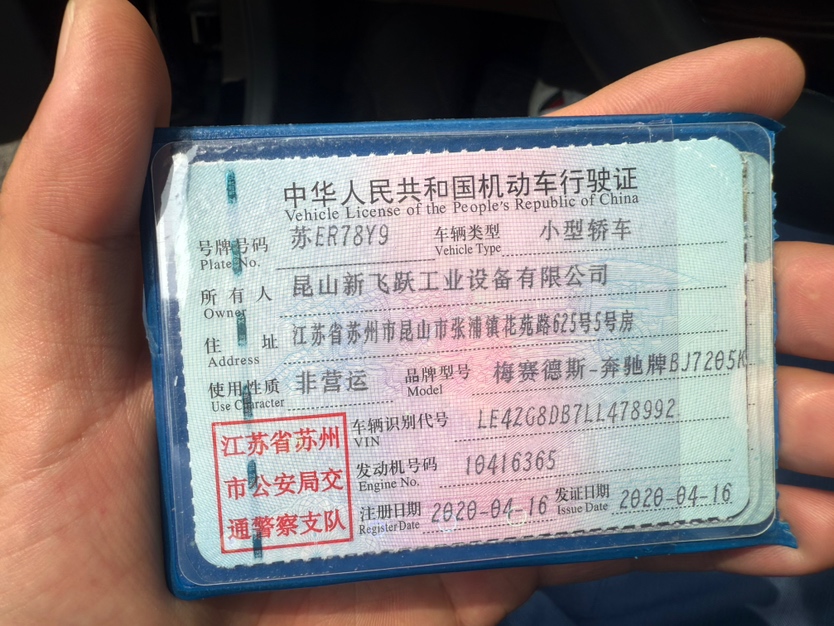 中华人民共和国机动车行驶证
Vehicle License of the People's Republic of China
号牌号码 苏ER78Y9 车辆类型 小型轿车
Plate No. Vehicle Type
所有人 昆山新飞跃工业设备有限公司
Owner
住址 江苏省苏州市昆山市张浦镇花苑路625号5号房
Address
使用性质 非营运 品牌型号 梅赛德斯-奔驰牌BJ7205K
Use Character Model
江苏省苏州
市公安局交
通警察支队
车辆识别代号 LE4ZG8DB7LL478992
VIN
发动机号码 10416365
Engine No.
注册日期 2020-04-16 发证日期 2020-04-16
Register Date Issue Date